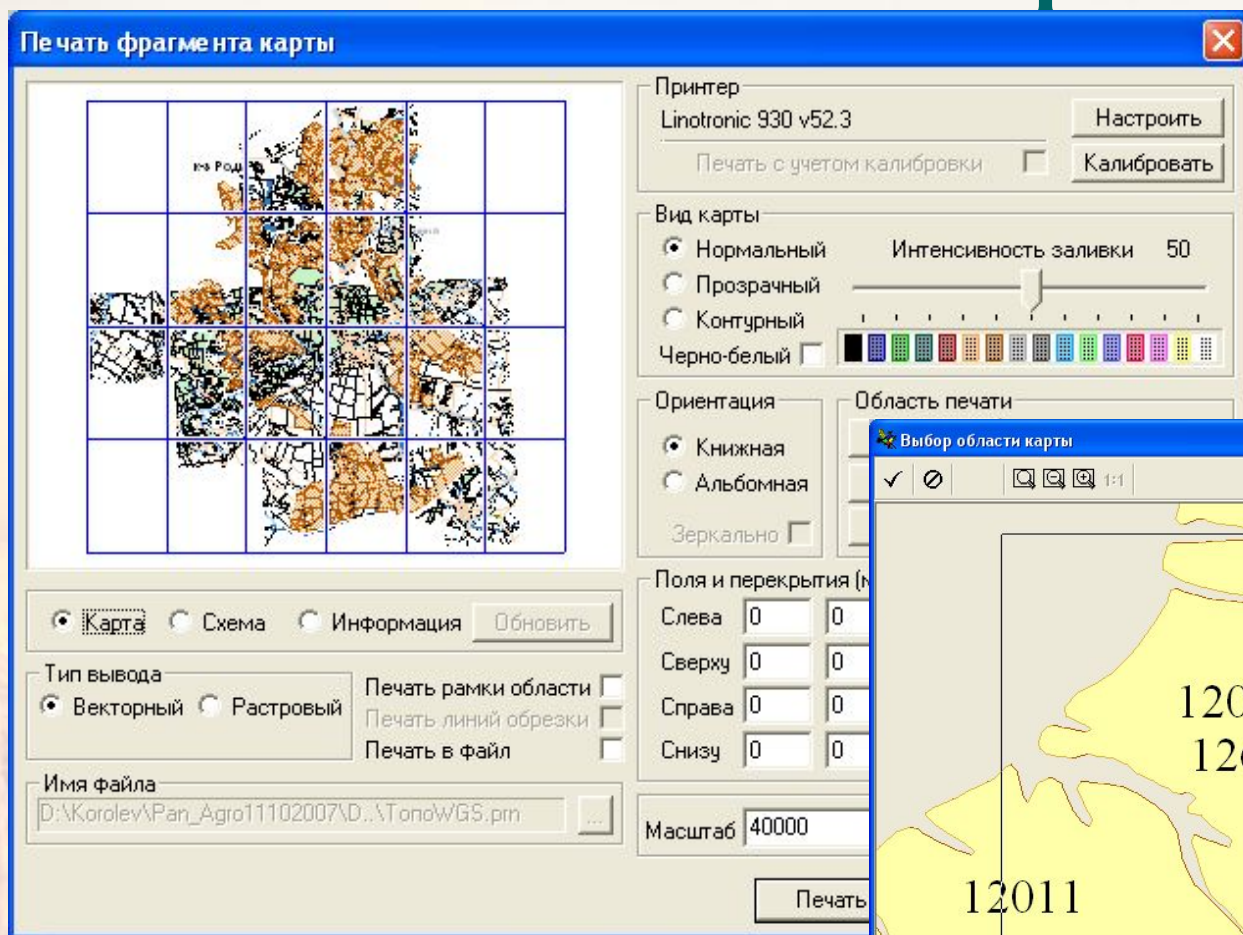 Печать фрагмента карты
Принтер
Linotronic 930 v52.3
Настроить
Печать с учетом калибровки
Калибровать
Вид карты
Нормальный
Интенсивность заливки 50
Прозрачный
Контурный
Черно-белый
Ориентация
Книжная
Альбомная
Зеркально
Область печати
Выбор области карты
1:1
Поля и перекрытия (м
Слева 0 0
Сверху 0 0
Справа 0 0
Снизу 0 0
Масштаб 40000
Печать
Карта Схема Информация Обновить
Тип вывода
Векторный Растровый
Печать рамки области
Печать линий обрезки
Печать в файл
Имя файла
D:\Korolev\Pan_Agro11102007\D..\ТопоWGS.prn ...
120
12011